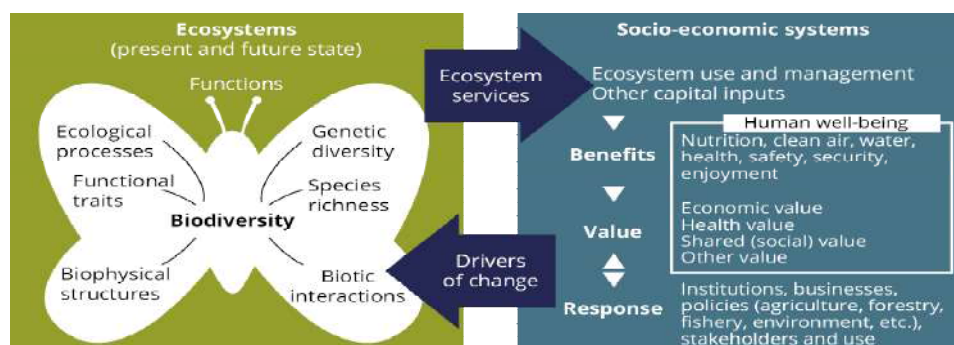 Ecosystems
(present and future state)
Functions
Ecological
processes
Genetic
diversity
Functional
traits
Species
richness
Biodiversity
Biophysical
structures
Biotic
interactions
Ecosystem
services
Drivers
of change
Socio-economic systems
Ecosystem use and management
Other capital inputs
Human well-being
Benefits
Nutrition, clean air, water,
health, safety, security,
enjoyment
Value
Economic value
Health value
Shared (social) value
Other value
Response
Institutions, businesses,
policies (agriculture, forestry,
fishery, environment, etc.),
stakeholders and use